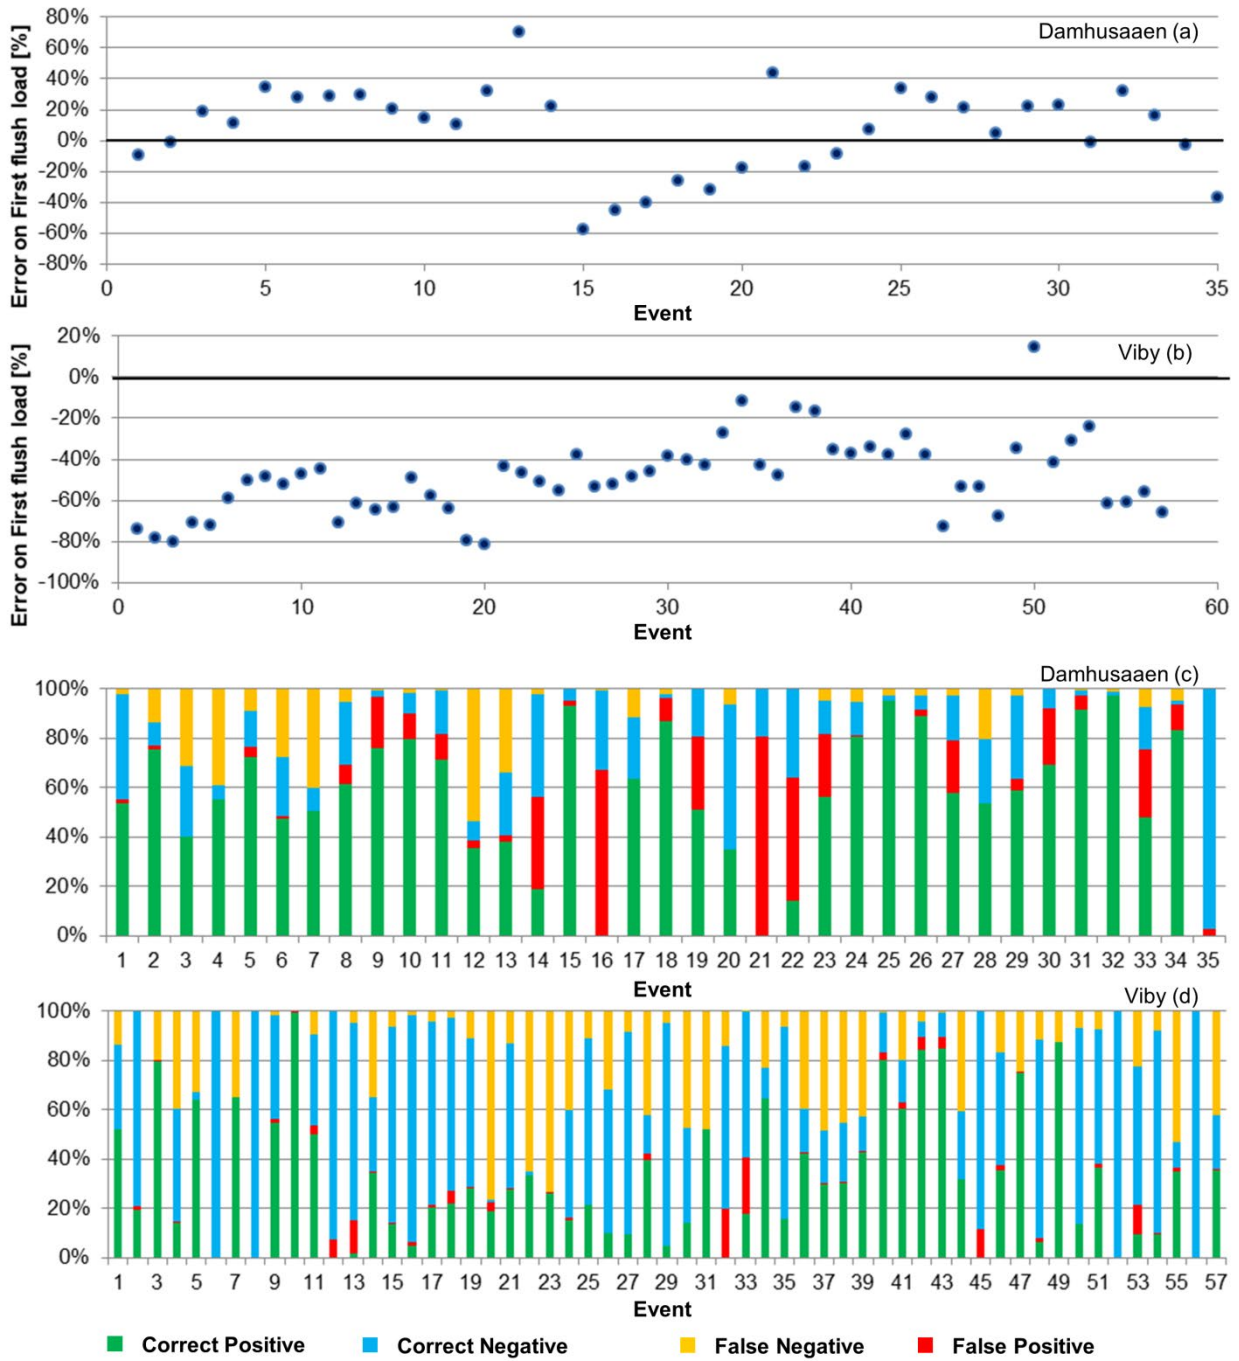 80%
Damhusaaen (a)
60%
40%
20%
0%
-20%
-40%
-60%
-80%
Error on First flush load [%]
0 5 10 15 20 25 30 35
Event
20%
Viby (b)
0%
-20%
-40%
-60%
-80%
-100%
Error on First flush load [%]
0 10 20 30 40 50 60
Event
Damhusaaen (c)
100%
80%
60%
40%
20%
0%
1 2 3 4 5 6 7 8 9 10 11 12 13 14 15 16 17 18 19 20 21 22 23 24 25 26 27 28 29 30 31 32 33 34 35
Event
Viby (d)
100%
80%
60%
40%
20%
0%
1 3 5 7 9 11 13 15 17 19 21 23 25 27 29 31 33 35 37 39 41 43 45 47 49 51 53 55 57
Event
Correct Positive Correct Negative False Negative False Positive